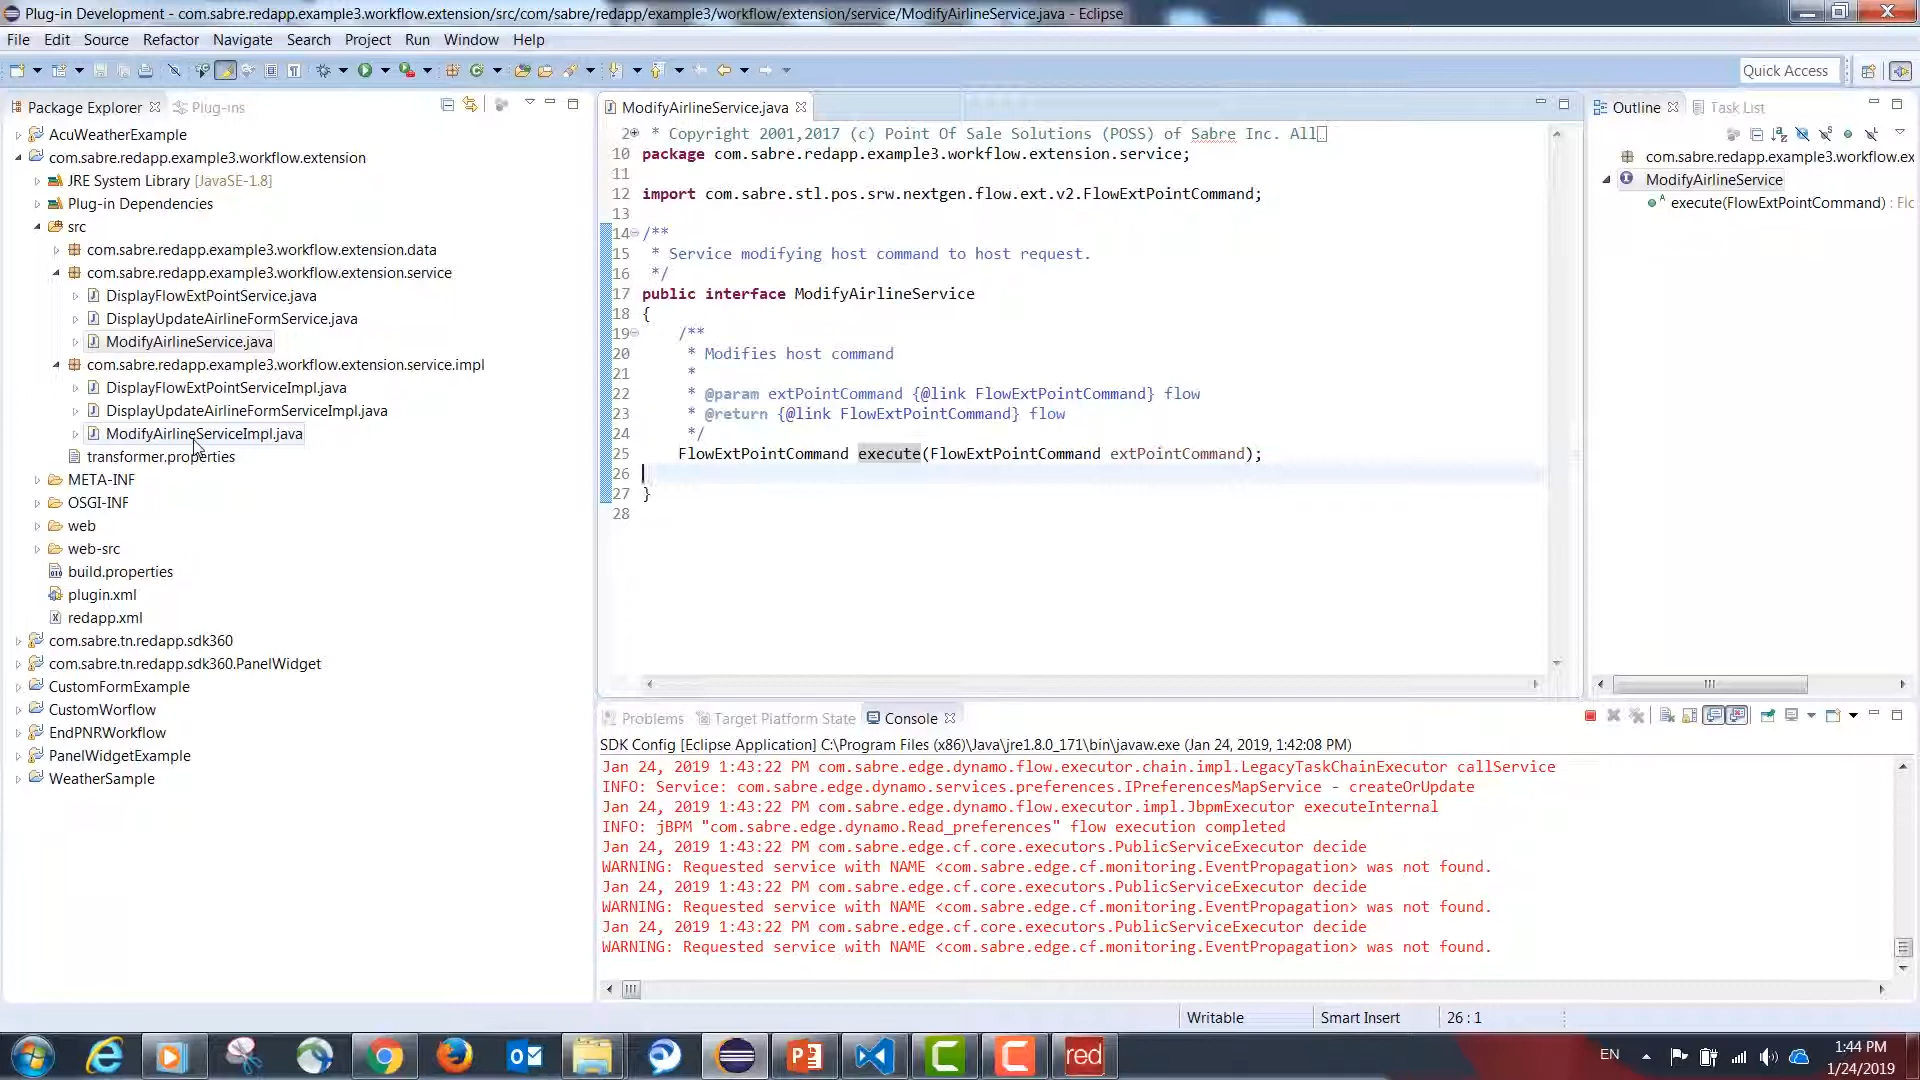 Plug-in Development - com.sabre.redapp.example3.workflow.extension/src/com/sabre/redapp/example3/workflow/extension/service/ModifyAirlineService.java - Eclipse
File Edit Source Refactor Navigate Search Project Run Window Help
Quick Access
Package Explorer Plug-ins
AcuWeatherExample
com.sabre.redapp.example3.workflow.extension
JRE System Library [JavaSE-1.8]
Plug-in Dependencies
src
com.sabre.redapp.example3.workflow.extension.data
com.sabre.redapp.example3.workflow.extension.service
DisplayFlowExtPointService.java
DisplayUpdateAirlineFormService.java
ModifyAirlineService.java
com.sabre.redapp.example3.workflow.extension.service.impl
DisplayFlowExtPointServiceImpl.java
DisplayUpdateAirlineFormServiceImpl.java
ModifyAirlineServiceImpl.java
transformer.properties
META-INF
OSGI-INF
web
web-src
build.properties
plugin.xml
redapp.xml
com.sabre.tn.redapp.sdk360
com.sabre.tn.redapp.sdk360.PanelWidget
CustomFormExample
CustomWorflow
EndPNRWorkflow
PanelWidgetExample
WeatherSample
ModifyAirlineService.java
2 * Copyright 2001,2017 (c) Point Of Sale Solutions (POSS) of Sabre Inc. All
10 package com.sabre.redapp.example3.workflow.extension.service;
11
12 import com.sabre.stl.pos.srw.nextgen.flow.ext.v2.FlowExtPointCommand;
13
14 /**
15 * Service modifying host command to host request.
16 */
17 public interface ModifyAirlineService
18 {
19 /**
20 * Modifies host command
21 *
22 * @param extPointCommand {@link FlowExtPointCommand} flow
23 * @return {@link FlowExtPointCommand} flow
24 */
25 FlowExtPointCommand execute(FlowExtPointCommand extPointCommand);
26
27 }
28
Outline Task List
com.sabre.redapp.example3.workflow.ex
ModifyAirlineService
execute(FlowExtPointCommand) : Flc
Problems Target Platform State Console
SDK Config [Eclipse Application] C:\Program Files (x86)\Java\jre1.8.0_171\bin\javaw.exe (Jan 24, 2019, 1:42:08 PM)
Jan 24, 2019 1:43:22 PM com.sabre.edge.dynamo.flow.executor.chain.impl.LegacyTaskChainExecutor callService
INFO: Service: com.sabre.edge.dynamo.services.preferences.IPreferencesMapService - createOrUpdate
Jan 24, 2019 1:43:22 PM com.sabre.edge.dynamo.flow.executor.impl.JbpmExecutor executeInternal
INFO: jBPM "com.sabre.edge.dynamo.Read_preferences" flow execution completed
Jan 24, 2019 1:43:22 PM com.sabre.edge.cf.core.executors.PublicServiceExecutor decide
WARNING: Requested service with NAME <com.sabre.edge.cf.monitoring.EventPropagation> was not found.
Jan 24, 2019 1:43:22 PM com.sabre.edge.cf.core.executors.PublicServiceExecutor decide
WARNING: Requested service with NAME <com.sabre.edge.cf.monitoring.EventPropagation> was not found.
Jan 24, 2019 1:43:22 PM com.sabre.edge.cf.core.executors.PublicServiceExecutor decide
WARNING: Requested service with NAME <com.sabre.edge.cf.monitoring.EventPropagation> was not found.
Writable Smart Insert 26 : 1
red
EN
1:44 PM
1/24/2019